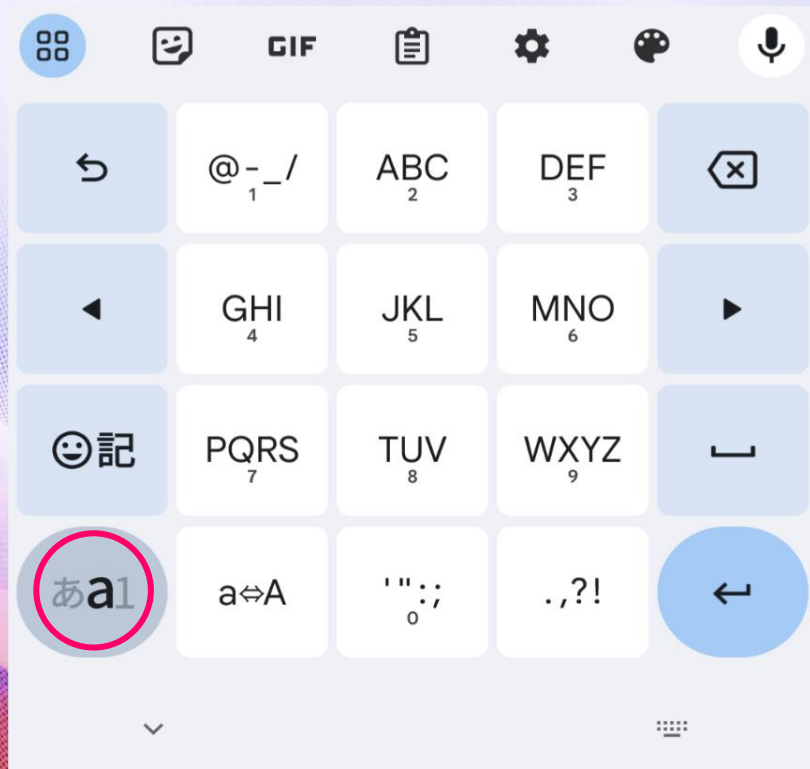 GIF
@-_/ ABC DEF
1 2 3
GHI JKL MNO
4 5 6
記 PQRS TUV WXYZ
7 8 9
あa1 a⇔A '":; .,?!
0